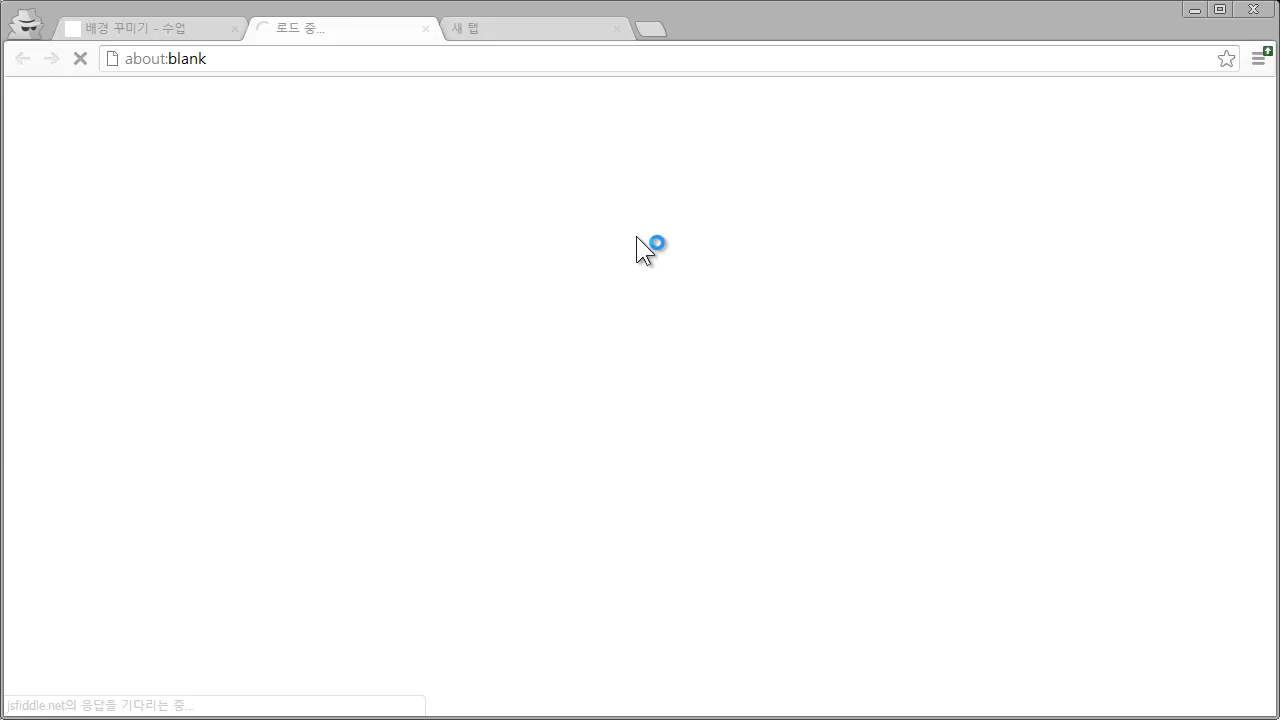 배경 꾸미기 - 수업
로드 중...
새 탭
about:blank
jsfiddle.net의 응답을 기다리는 중...